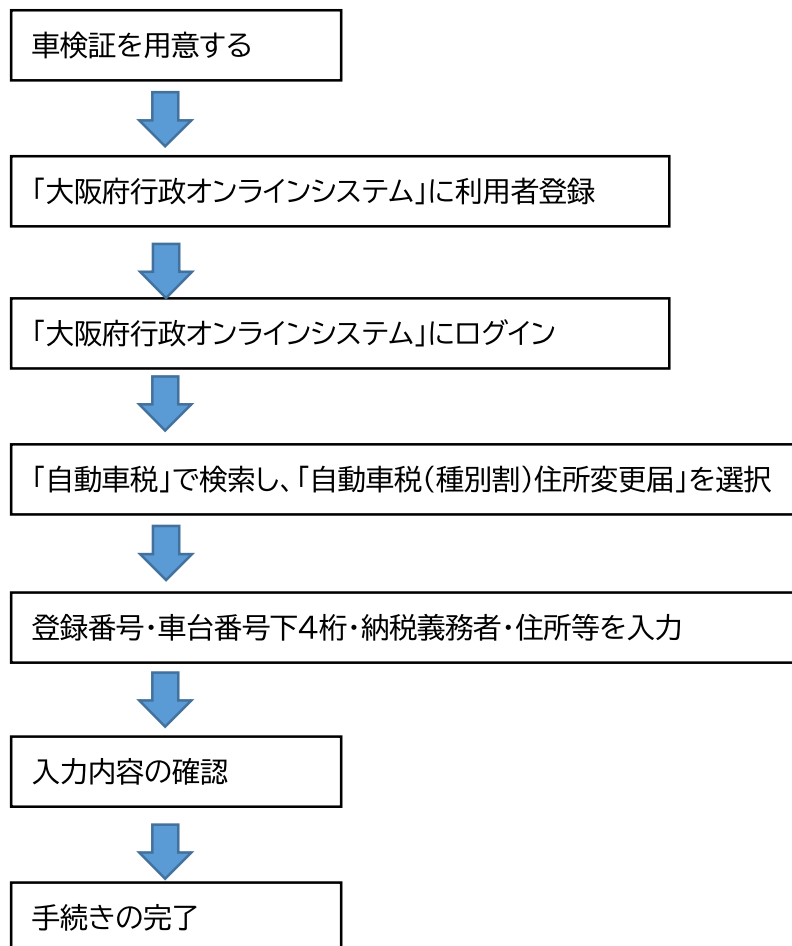 車検証を用意する
「大阪府行政オンラインシステム」に利用者登録
「大阪府行政オンラインシステム」にログイン
「自動車税」で検索し、「自動車税（種別割）住所変更届」を選択
登録番号・車台番号下4桁・納税義務者・住所等を入力
入力内容の確認
手続きの完了